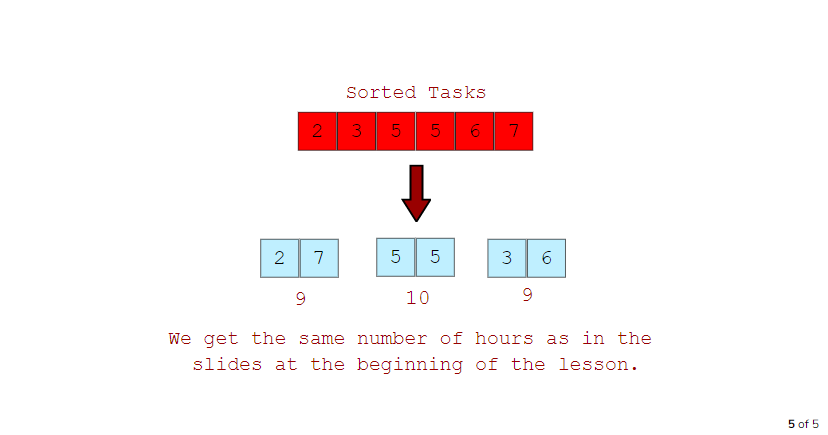 Sorted Tasks
2 3 5 5 6 7
2 7 5 5 3 6
9 10 9
We get the same number of hours as in the
slides at the beginning of the lesson.
5 of 5